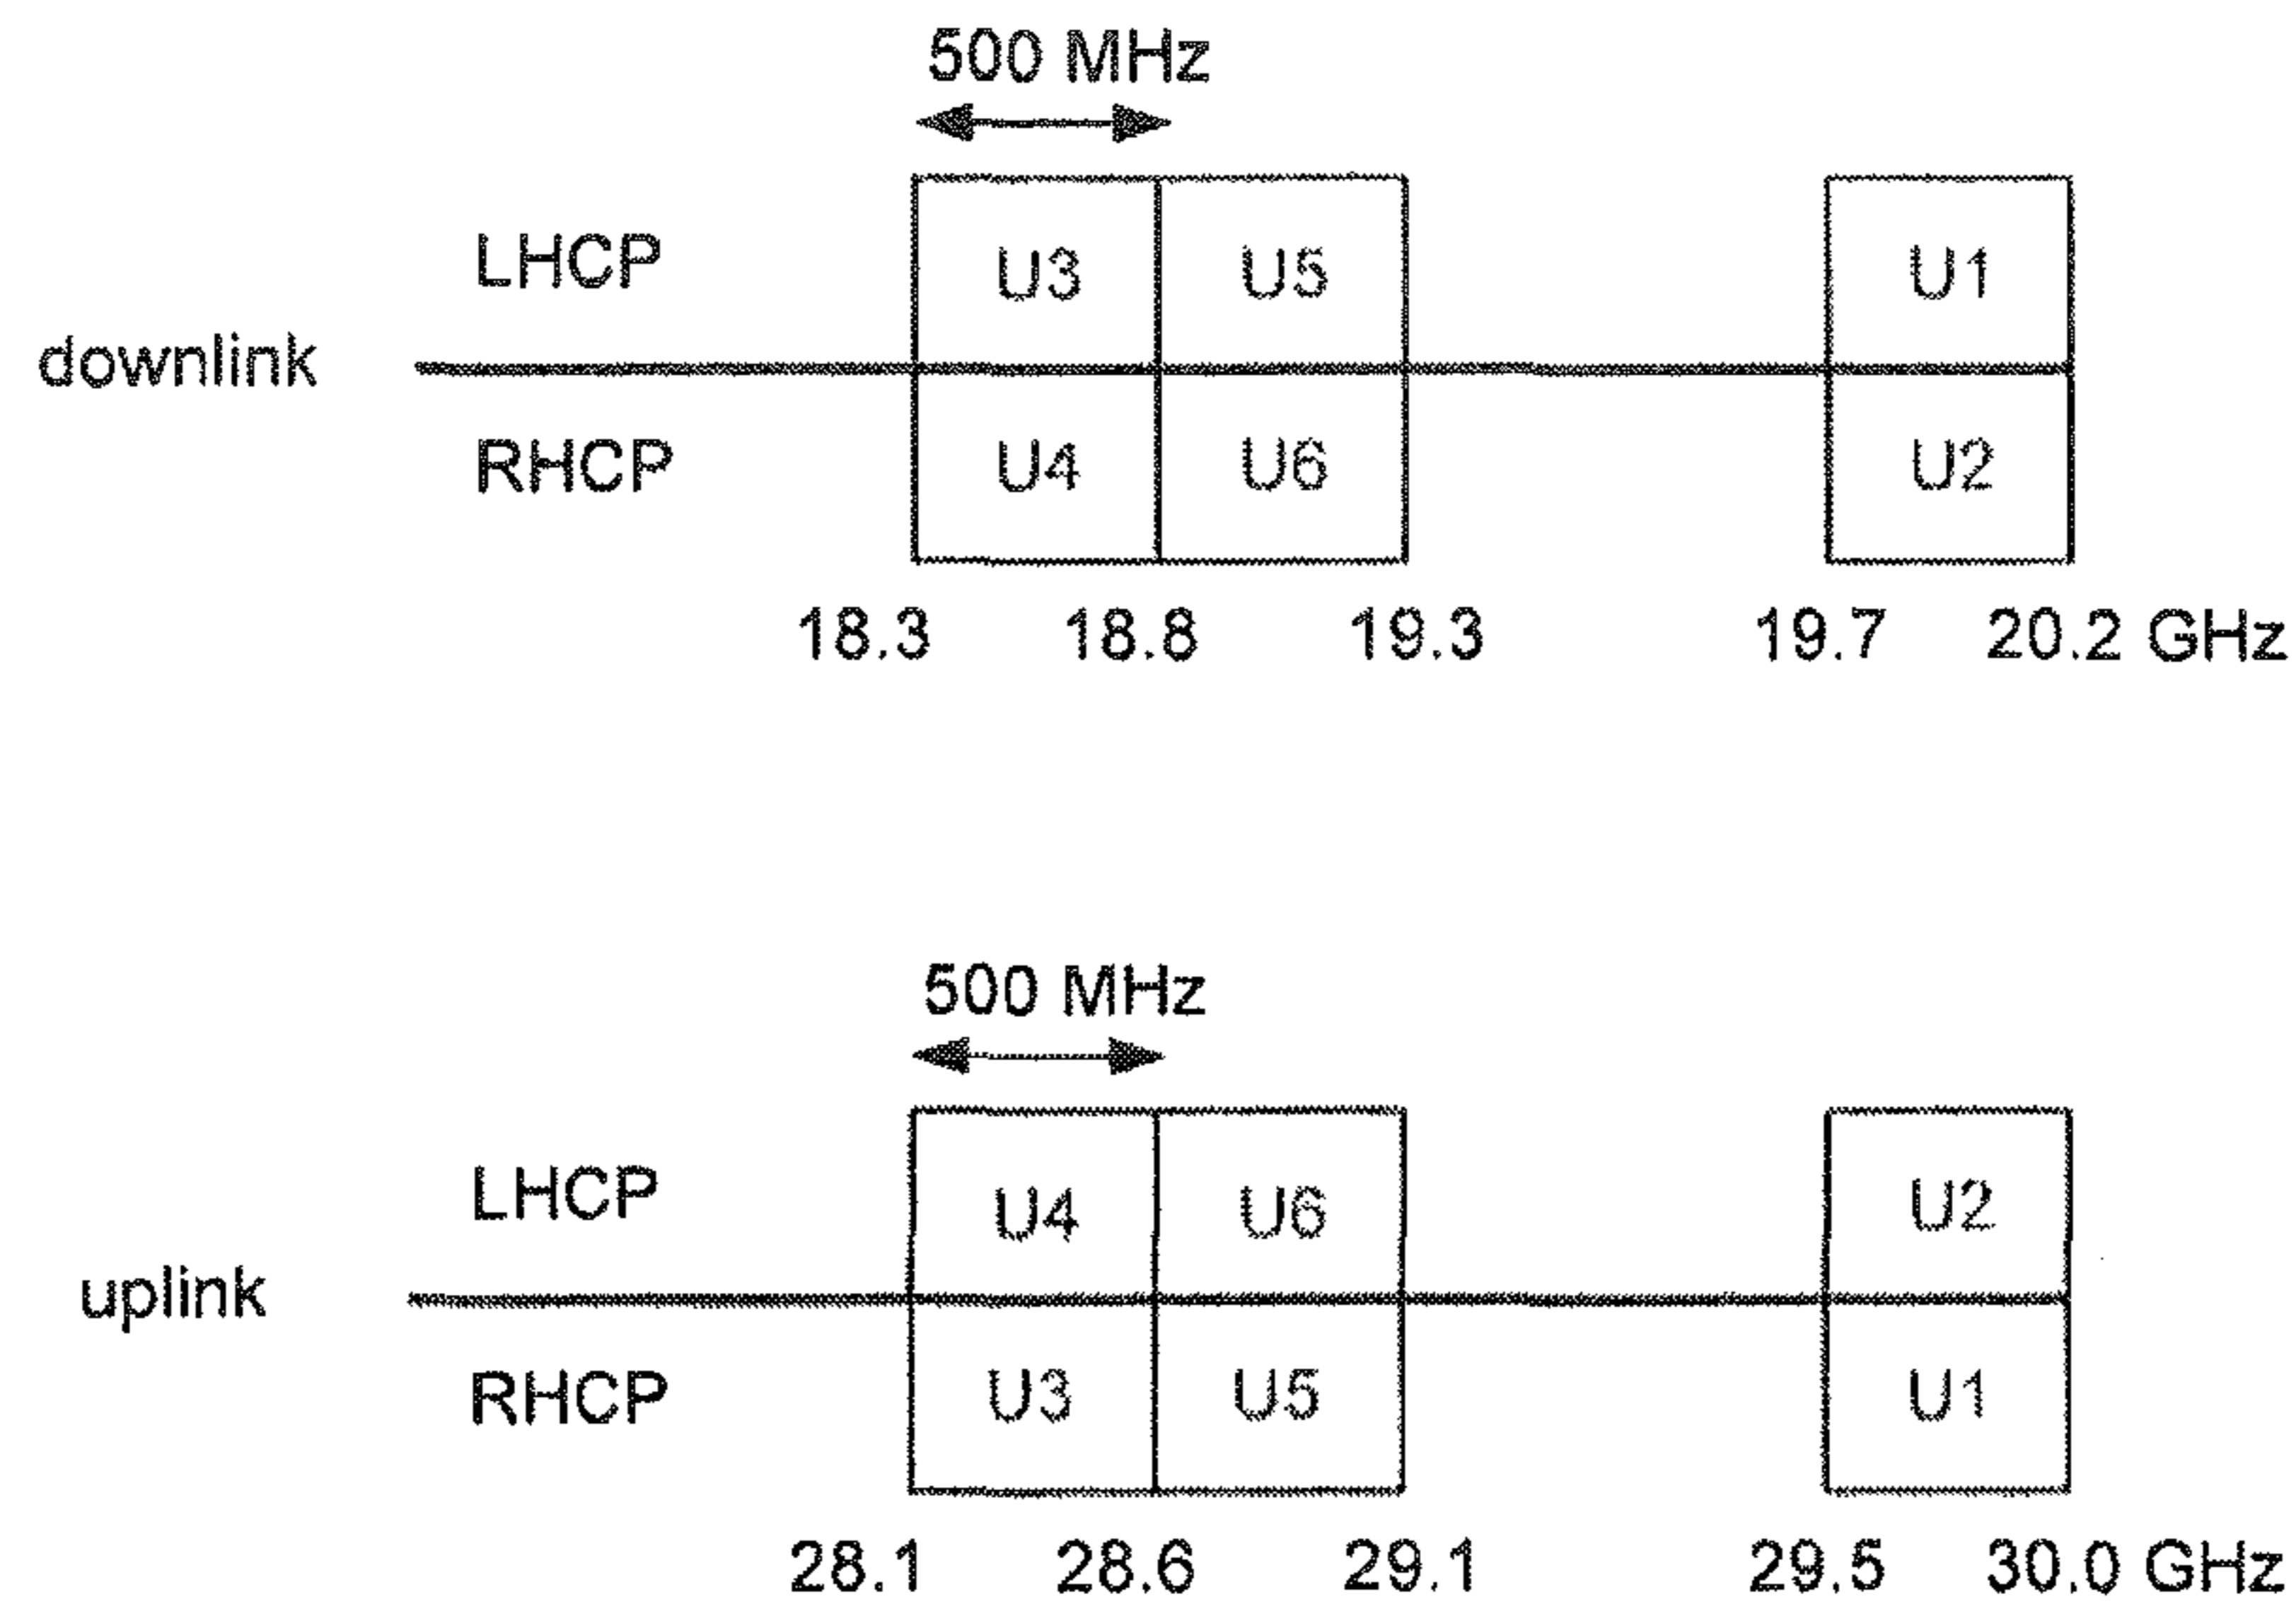 500 MHz
LHCP U3 U5 U1
downlink
RHCP U4 U6 U2
18.3 18.8 19.3 19.7 20.2 GHz
500 MHz
LHCP U4 U6 U2
uplink
RHCP U3 U5 U1
28.1 28.6 29.1 29.5 30.0 GHz